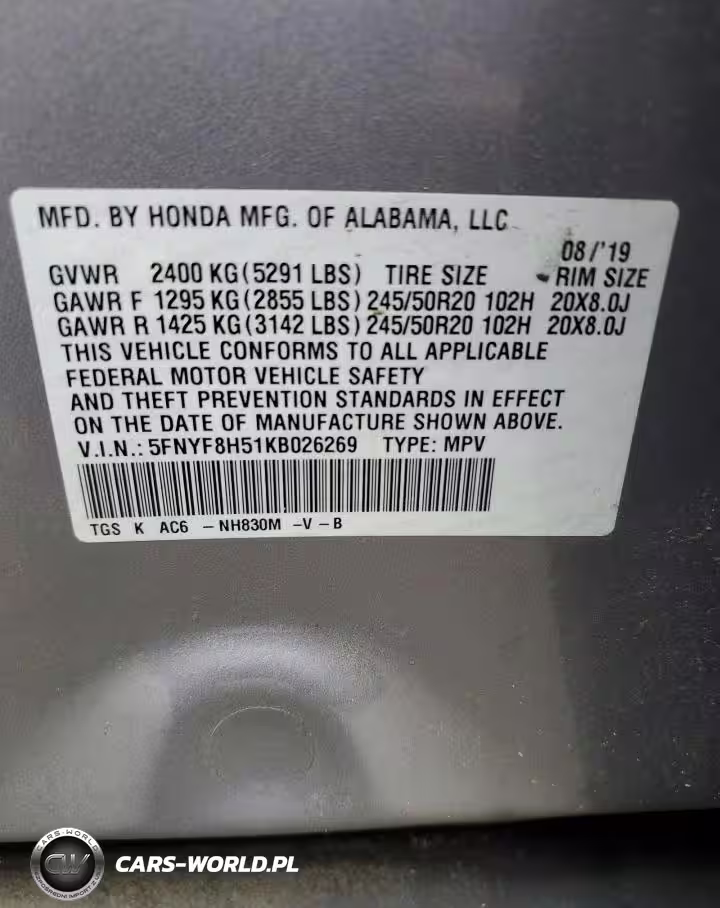 MFD. BY HONDA MFG. OF ALABAMA, LLC
08/'19
GVWR 2400 KG(5291 LBS) TIRE SIZE RIM SIZE
GAWR F 1295 KG(2855 LBS) 245/50R20 102H 20X8.0J
GAWR R 1425 KG(3142 LBS) 245/50R20 102H 20X8.0J
THIS VEHICLE CONFORMS TO ALL APPLICABLE
FEDERAL MOTOR VEHICLE SAFETY
AND THEFT PREVENTION STANDARDS IN EFFECT
ON THE DATE OF MANUFACTURE SHOWN ABOVE.
V.I.N.: 5FNYF8H51KB026269 TYPE: MPV
TGS K AC6 -NH830M -V-B
CARS-WORLD
CW
CARS-WORLD.PL